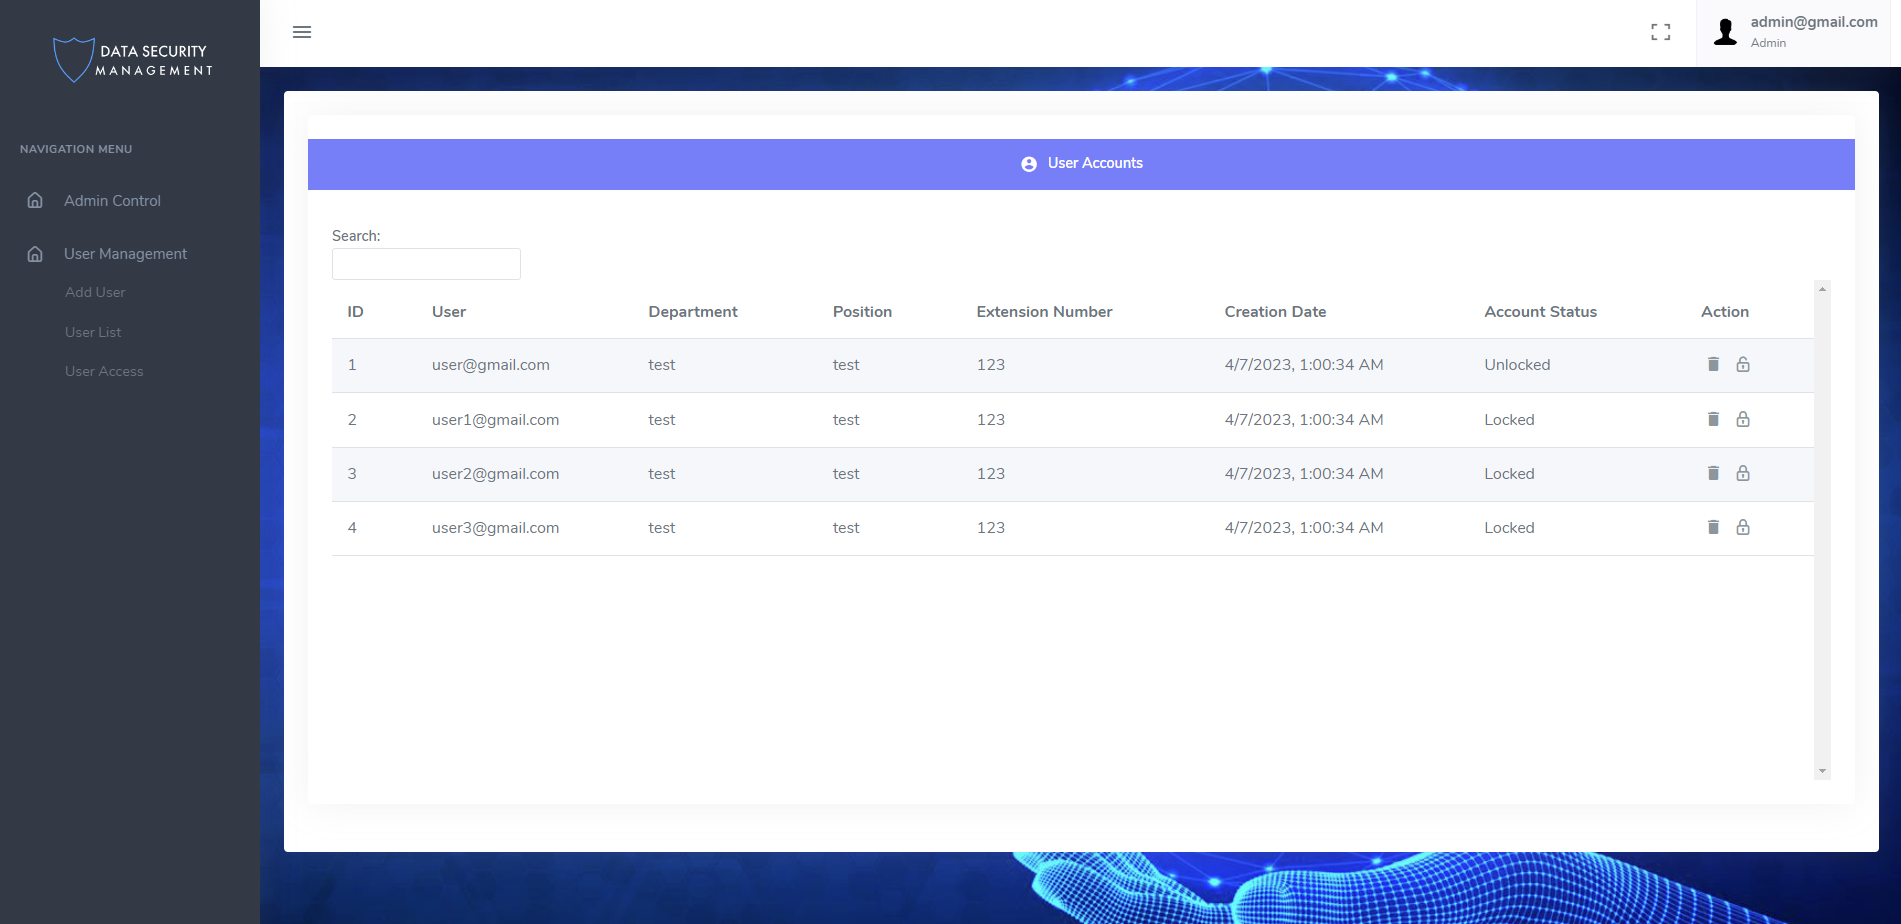 DATA SECURITY
MANAGEMENT
admin@gmail.com
Admin
NAVIGATION MENU
Admin Control
User Management
Add User
User List
User Access
User Accounts
Search:
ID User Department Position Extension Number Creation Date Account Status Action
1 user@gmail.com test test 123 4/7/2023, 1:00:34 AM Unlocked
2 user1@gmail.com test test 123 4/7/2023, 1:00:34 AM Locked
3 user2@gmail.com test test 123 4/7/2023, 1:00:34 AM Locked
4 user3@gmail.com test test 123 4/7/2023, 1:00:34 AM Locked